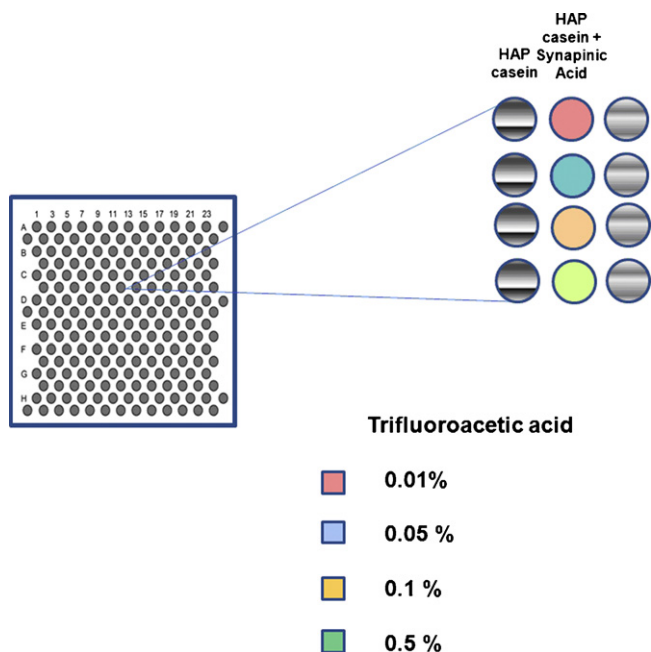 HAP
casein +
Synapinic
Acid
HAP
casein
1 3 5 7 9 11 13 15 17 19 21 23
A
B
C
D
E
F
G
H
Trifluoroacetic acid
0.01%
0.05 %
0.1 %
0.5 %